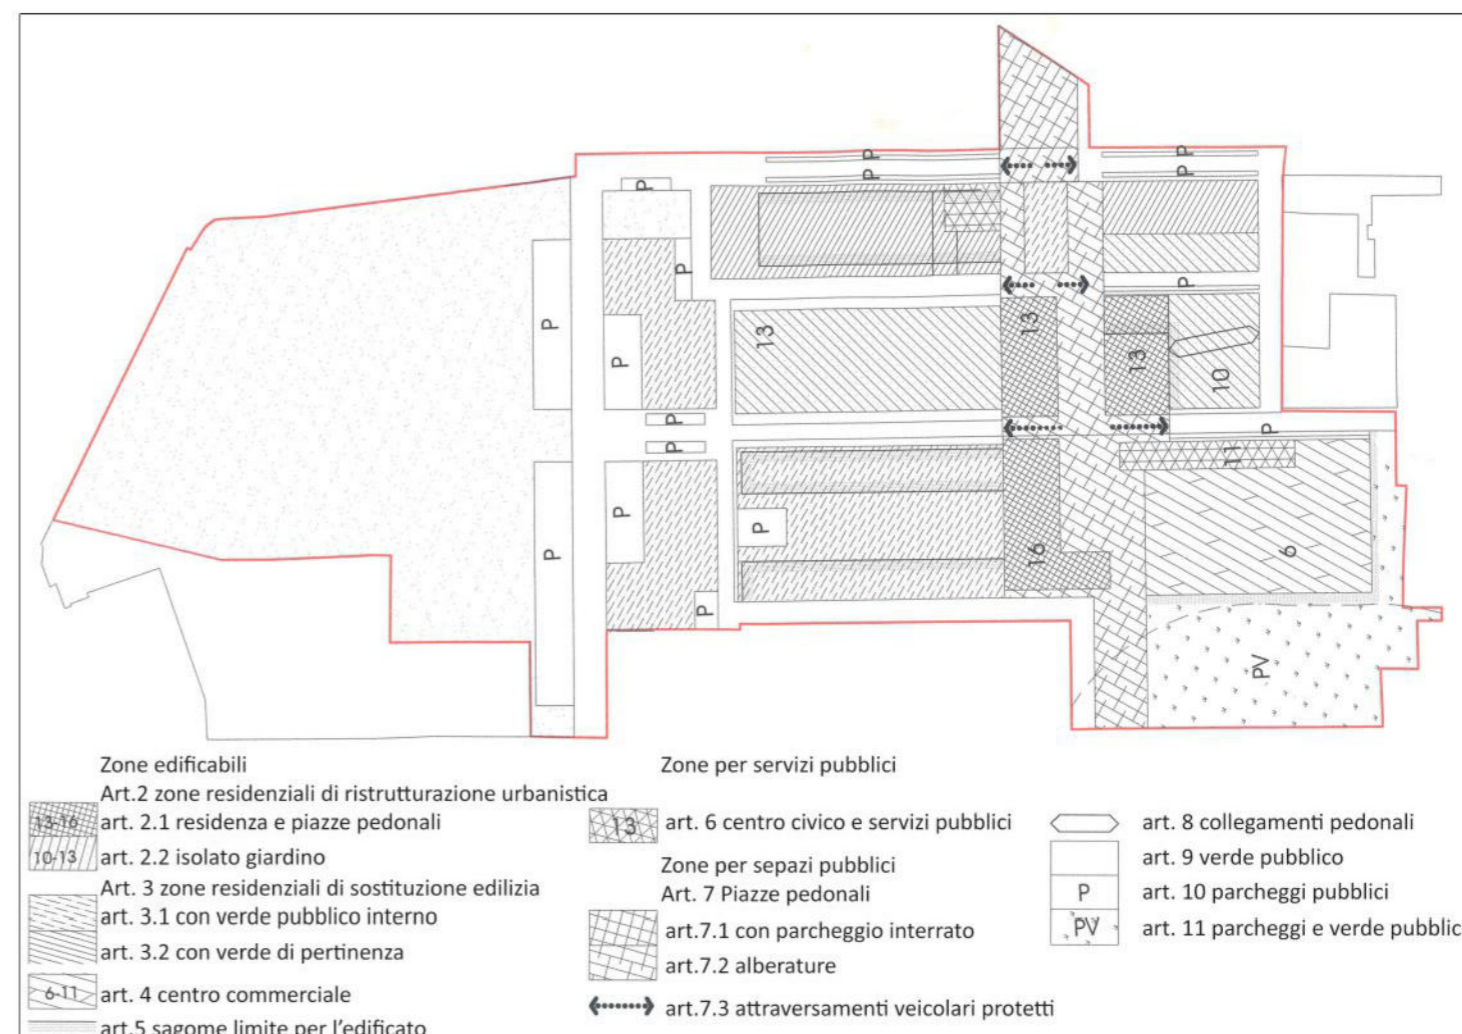 P
P
P
P
P
P
P
P
P
P
13
13
13
10
P
P
P
P
11
P
P
16
6
P
PV
Zone edificabili
Art.2 zone residenziali di ristrutturazione urbanistica
13-16 art. 2.1 residenza e piazze pedonali
10-13 art. 2.2 isolato giardino
Art. 3 zone residenziali di sostituzione edilizia
art. 3.1 con verde pubblico interno
art. 3.2 con verde di pertinenza
6-11 art. 4 centro commerciale
art.5 sagome limite per l'edificato
Zone per servizi pubblici
13 art. 6 centro civico e servizi pubblici
Zone per sepazi pubblici
Art. 7 Piazze pedonali
art.7.1 con parcheggio interrato
art.7.2 alberature
art.7.3 attraversamenti veicolari protetti
art. 8 collegamenti pedonali
art. 9 verde pubblico
P art. 10 parcheggi pubblici
PV art. 11 parcheggi e verde pubblic